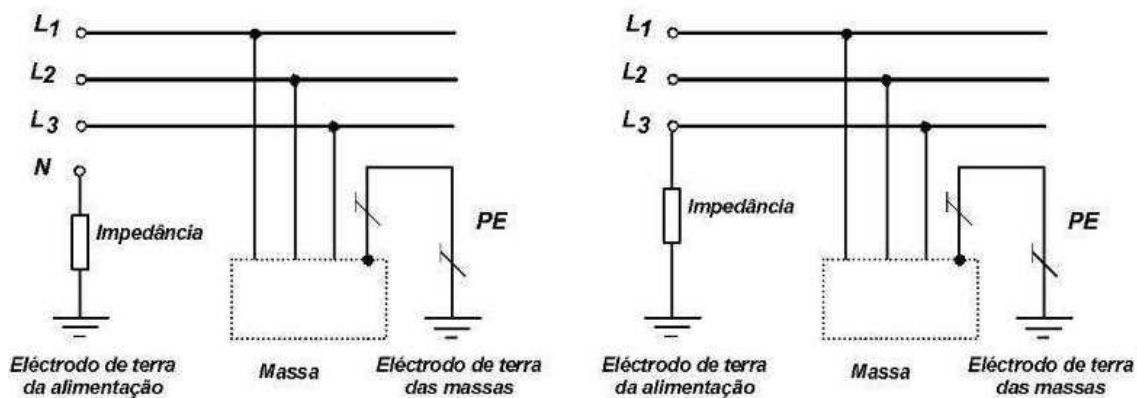 L1
L2
L3
N
Impedância
PE
Eléctrodo de terra
da alimentação
Massa
Eléctrodo de terra
das massas
L1
L2
L3
Impedância
PE
Eléctrodo de terra
da alimentação
Massa
Eléctrodo de terra
das massas